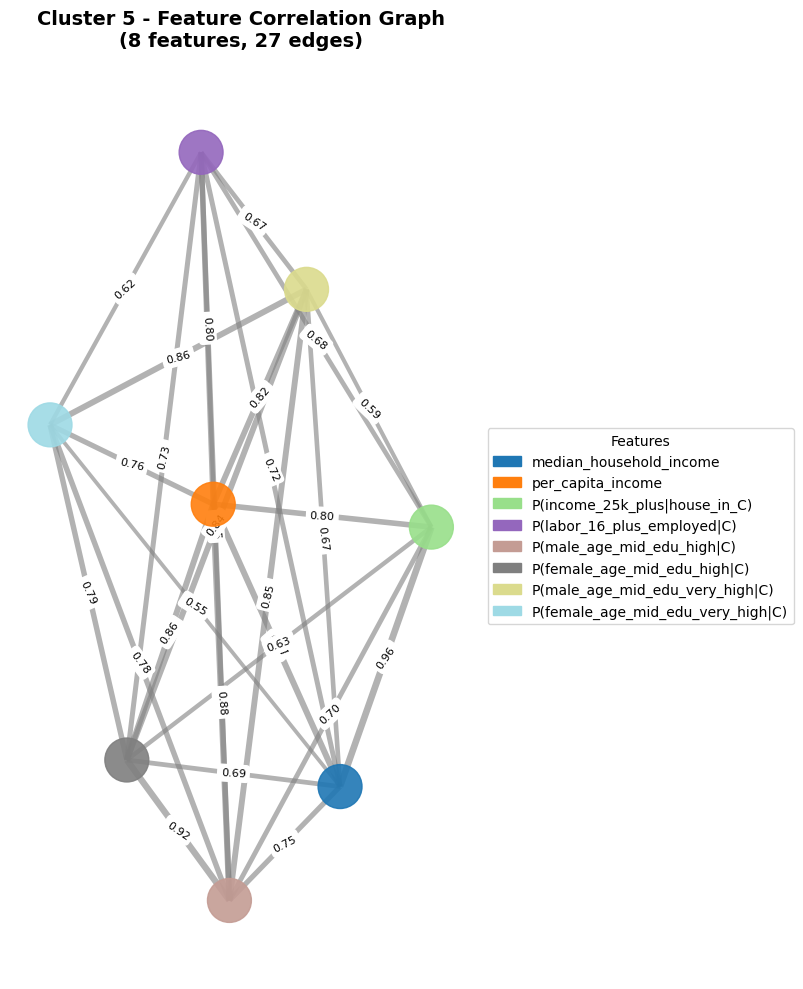 Cluster 5 - Feature Correlation Graph
(8 features, 27 edges)
0.67
0.62
0.80
0.68
0.86
0.82
0.59
0.73
0.76
0.72
0.80
0.67
0.79
0.55
0.85
0.86
0.63
0.96
0.78
0.88
0.70
0.69
0.92
0.75
Features
median_household_income
per_capita_income
P(income_25k_plus|house_in_C)
P(labor_16_plus_employed|C)
P(male_age_mid_edu_high|C)
P(female_age_mid_edu_high|C)
P(male_age_mid_edu_very_high|C)
P(female_age_mid_edu_very_high|C)